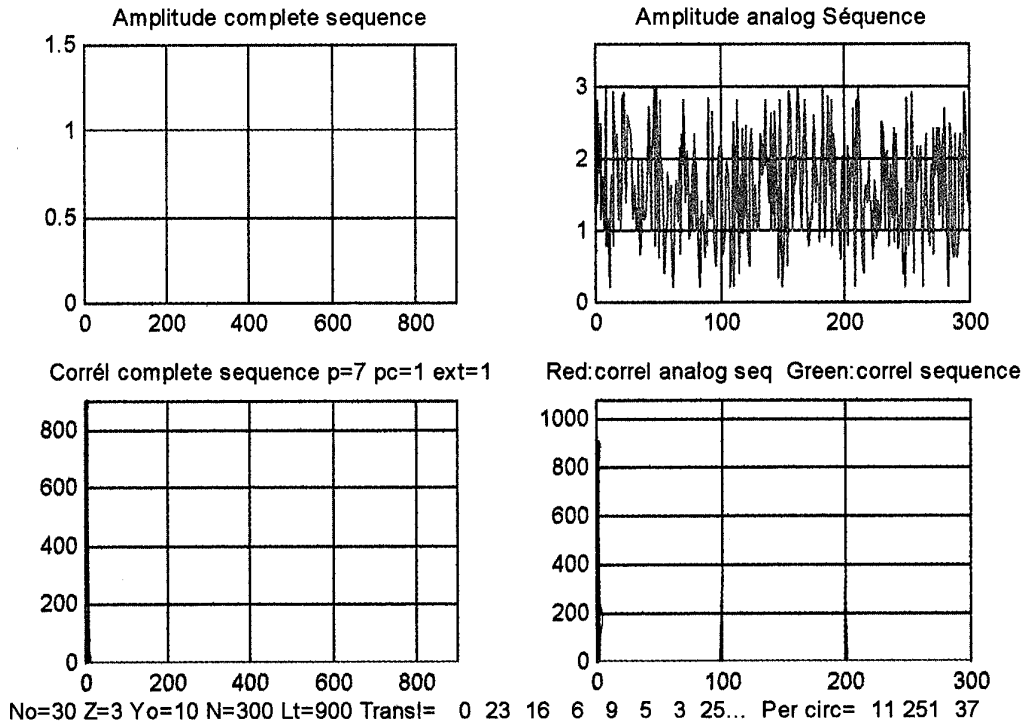 Amplitude complete sequence
1.5
1
0.5
0
0 200 400 600 800
Amplitude analog Séquence
3
2
1
0
0 100 200 300
Corrél complete sequence p=7 pc=1 ext=1
800
600
400
200
0
0 200 400 600 800
Red:correl analog seq Green:correl sequence
1000
800
600
400
200
0
0 100 200 300
No=30 Z=3 Yo=10 N=300 Lt=900 Transl= 0 23 16 6 9 5 3 25... Per circ= 11 251 37